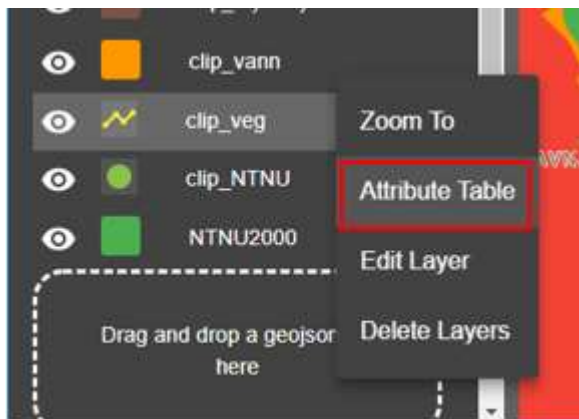 clip_vann
clip_veg
Zoom To
clip_NTNU
Attribute Table
NTNU2000
Edit Layer
Drag and drop a geojson
here
Delete Layers